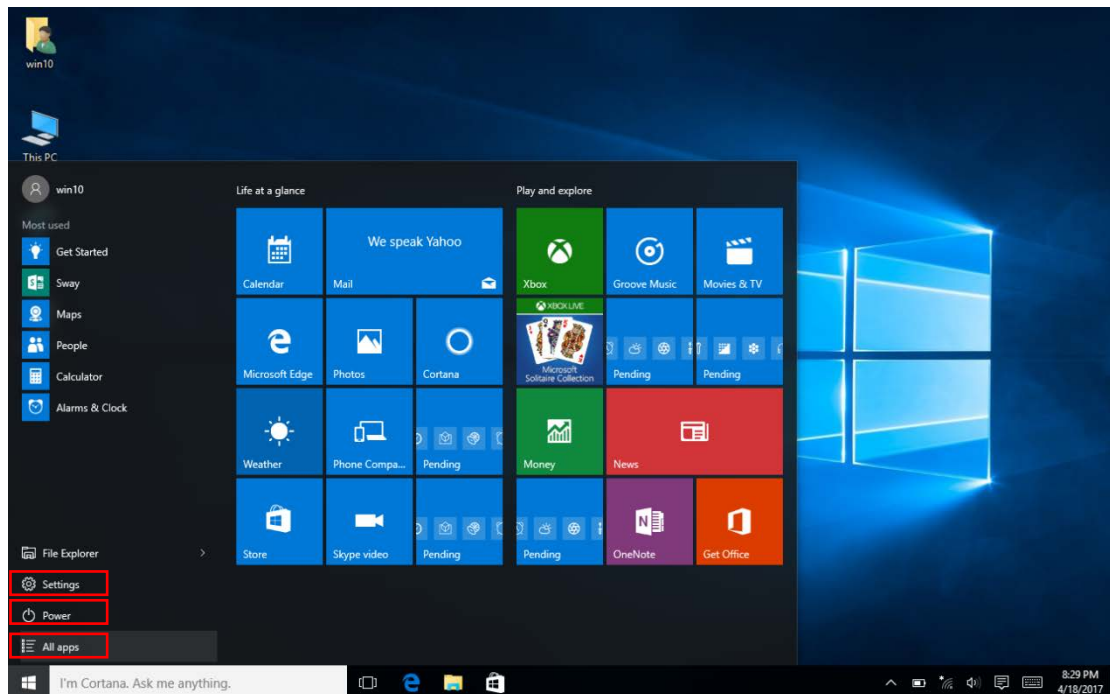 win10
This PC
win10
Most used
Get Started
Sway
Maps
People
Calculator
Alarms & Clock
File Explorer
Settings
Power
All apps
Life at a glance
Calendar
We speak Yahoo
Mail
Microsoft Edge
Photos
Cortana
Weather
Phone Compa...
Pending
Store
Skype video
Pending
Play and explore
Xbox
Groove Music
Movies & TV
XBOX LIVE
Microsoft
Solitaire Collection
Pending
Pending
Money
News
Pending
OneNote
Get Office
I'm Cortana. Ask me anything.
8:29 PM
4/18/2017